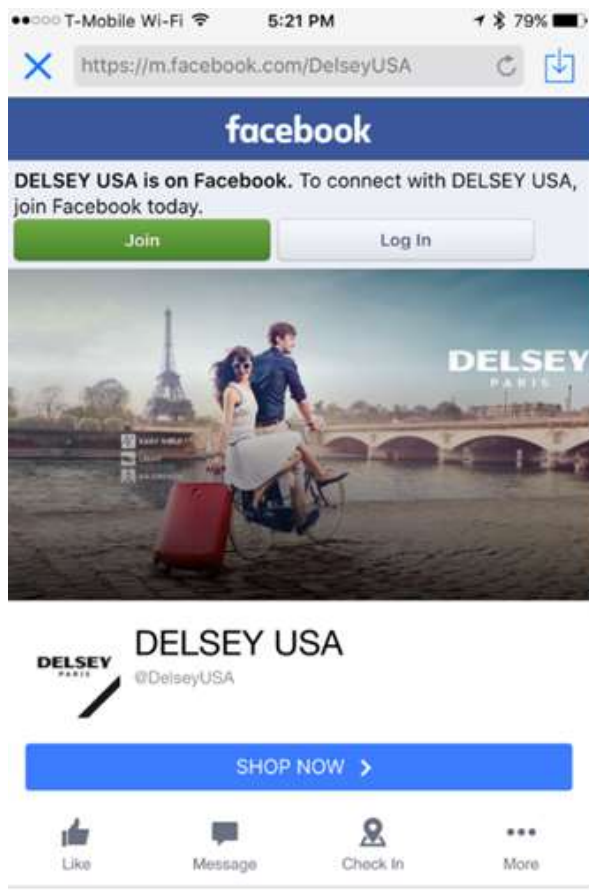 T-Mobile Wi-Fi 5:21 PM 79%
https://m.facebook.com/DelseyUSA
facebook
DELSEY USA is on Facebook. To connect with DELSEY USA,
join Facebook today.
Join Log In
DELSEY
PARIS
DELSEY
PARIS
DELSEY USA
@DelseyUSA
SHOP NOW
Like Message Check In More